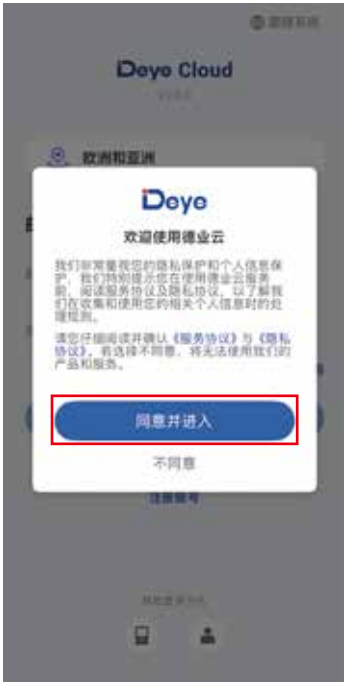 Deye Cloud
欧洲和亚洲
Deye
欢迎使用德业云
我们非常重视您的隐私保护和个人信息保
护，我们特别提示您在使用德业云服务
前，阅读服务协议及隐私协议，以了解我
们在收集和使用您的相关个人信息时的处
理规则。
请您仔细阅读并确认《服务协议》与《隐私
协议》，若选择不同意，将无法使用我们的
产品和服务。
同意并进入
不同意
注册账号